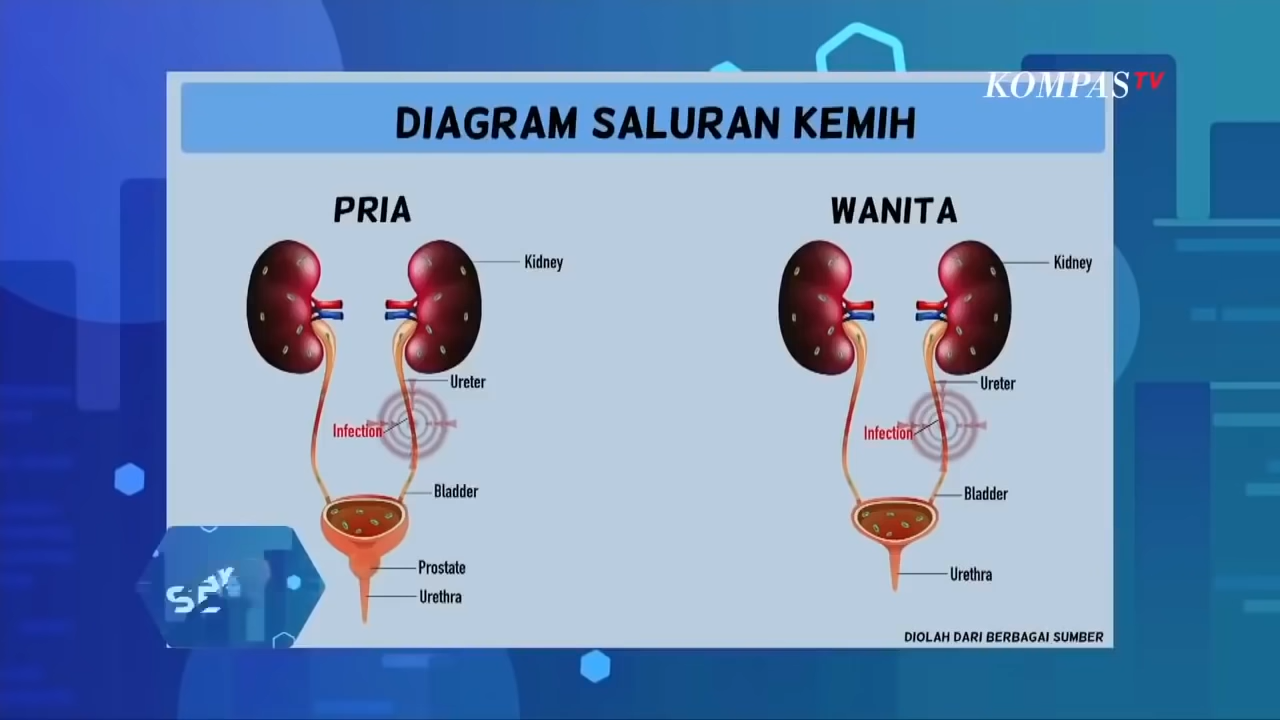 KOMPAS TV
DIAGRAM SALURAN KEMIH
PRIA
Kidney
Ureter
Infection
Bladder
Prostate
Urethra
WANITA
Kidney
Ureter
Infection
Bladder
Urethra
DIOLAH DARI BERBAGAI SUMBER